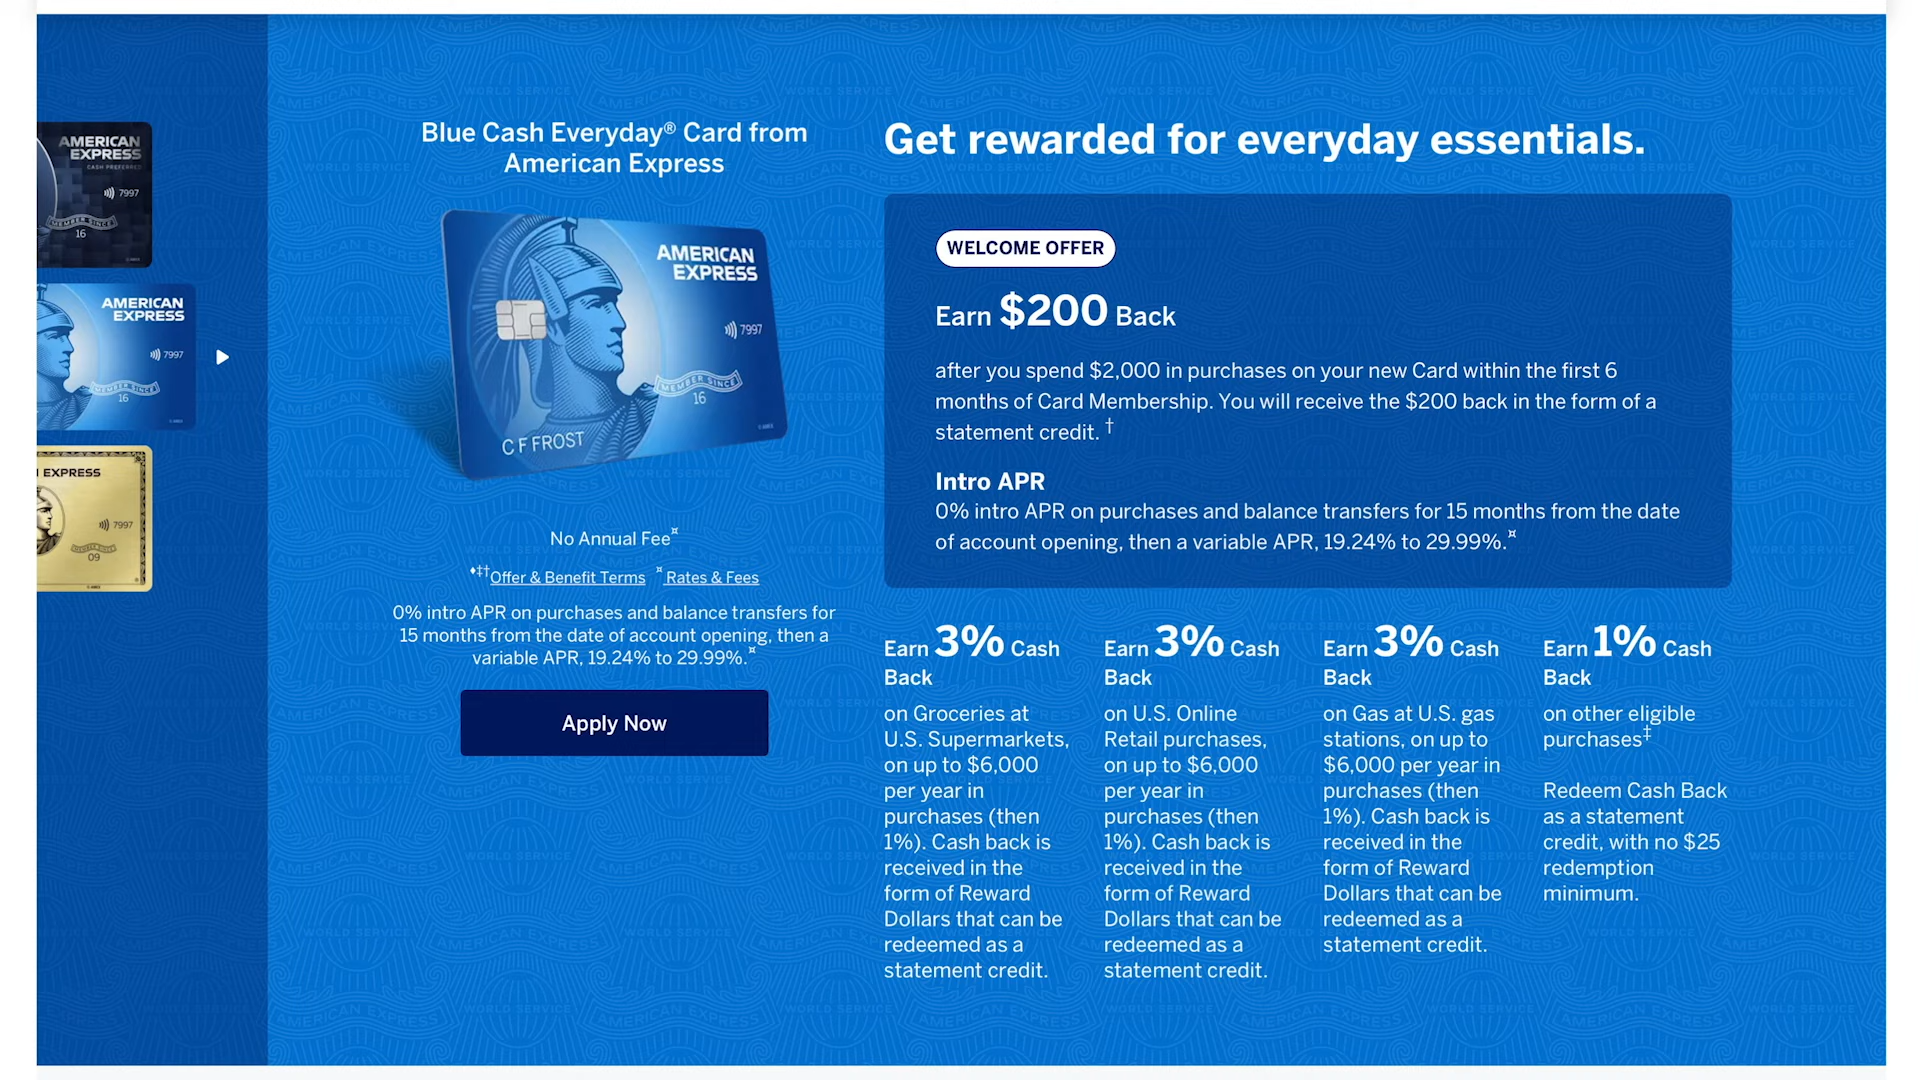 AMERICAN
EXPRESS
CASH PREFERRED
7997
MEMBER SINCE
16
AMERICAN
EXPRESS
7997
MEMBER SINCE
16
EXPRESS
7997
MEMBER SINCE
09
Blue Cash Everyday® Card from
American Express
AMERICAN
EXPRESS
7997
MEMBER SINCE
16
C F FROST
No Annual Fee¤
♦‡†Offer & Benefit Terms ¤Rates & Fees
0% intro APR on purchases and balance transfers for
15 months from the date of account opening, then a
variable APR, 19.24% to 29.99%.¤
Apply Now
Get rewarded for everyday essentials.
WELCOME OFFER
Earn $200 Back
after you spend $2,000 in purchases on your new Card within the first 6
months of Card Membership. You will receive the $200 back in the form of a
statement credit. †
Intro APR
0% intro APR on purchases and balance transfers for 15 months from the date
of account opening, then a variable APR, 19.24% to 29.99%.¤
Earn 3% Cash
Back
on Groceries at
U.S. Supermarkets,
on up to $6,000
per year in
purchases (then
1%). Cash back is
received in the
form of Reward
Dollars that can be
redeemed as a
statement credit.
Earn 3% Cash
Back
on U.S. Online
Retail purchases,
on up to $6,000
per year in
purchases (then
1%). Cash back is
received in the
form of Reward
Dollars that can be
redeemed as a
statement credit.
Earn 3% Cash
Back
on Gas at U.S. gas
stations, on up to
$6,000 per year in
purchases (then
1%). Cash back is
received in the
form of Reward
Dollars that can be
redeemed as a
statement credit.
Earn 1% Cash
Back
on other eligible
purchases‡
Redeem Cash Back
as a statement
credit, with no $25
redemption
minimum.